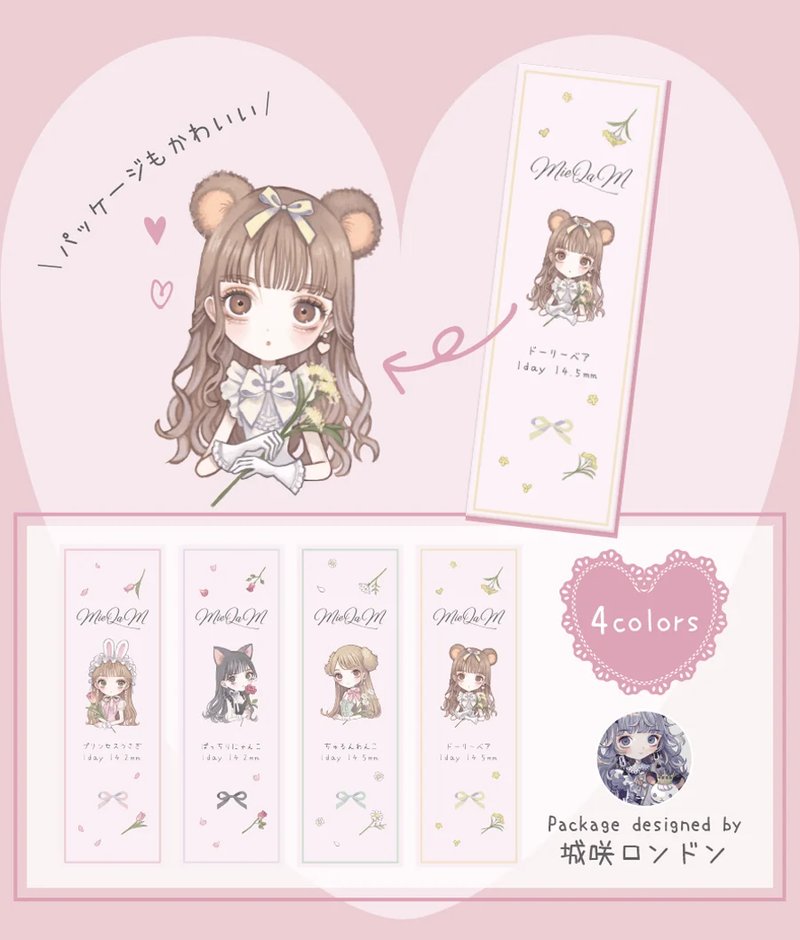 \パッケージもかわいい/
MieQaM
ドーリーベア
1day 14.5mm
MieQaM
プリンセスうさぎ
1day 14.2mm
MieQaM
ぱっちりにゃんこ
1day 14.2mm
MieQaM
ちゅるんわんこ
1day 14.5mm
MieQaM
ドーリーベア
1day 14.5mm
4colors
Package designed by
城咲ロンドン